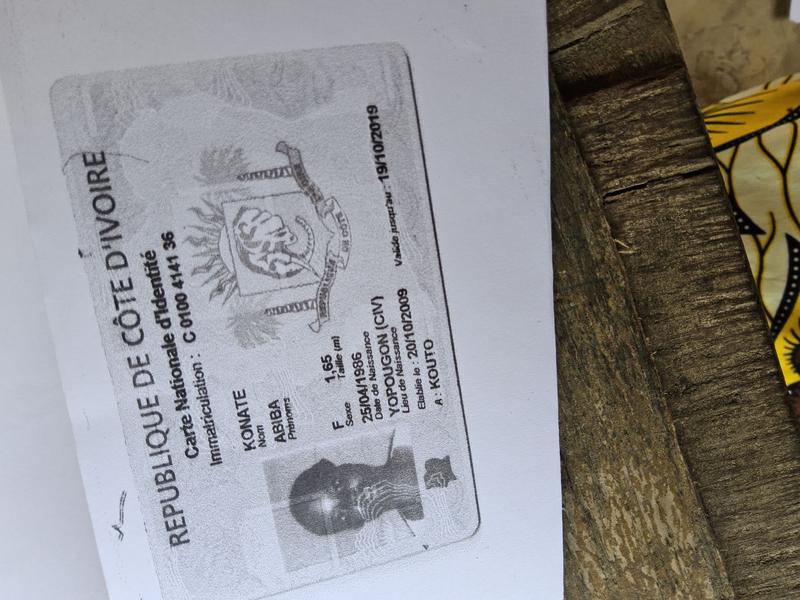 REPUBLIQUE DE CÔTE D'IVOIRE
Carte Nationale d'Identité
Immatriculation : C 0100 4141 36
KONATE
Nom
ABIBA
Prénoms
F 1,65
Sexe Taille (m)
25/04/1986
Date de Naissance
YOPOUGON (CIV)
Lieu de Naissance
Etablie le : 20/10/2009 Valide jusqu'au : 19/10/2019
A : KOUTO